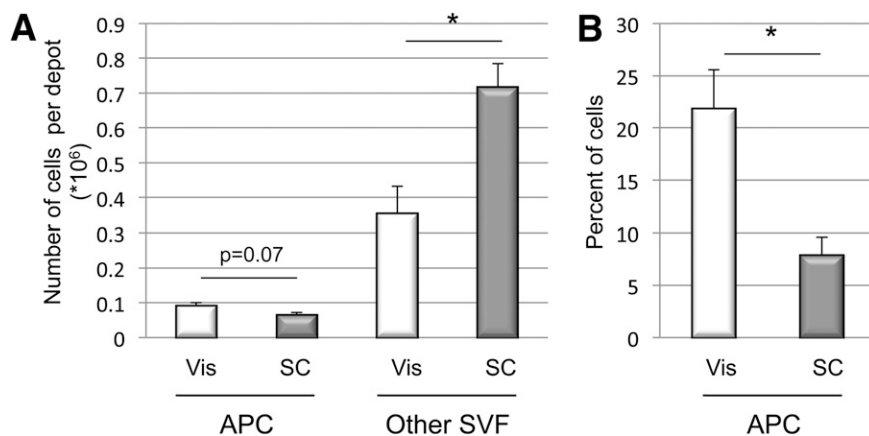 A
Number of cells per depot
(*10⁶)
0.9
0.8
0.7
0.6
0.5
0.4
0.3
0.2
0.1
0
p=0.07
*
Vis SC Vis SC
APC Other SVF
B
Percent of cells
30
25
20
15
10
5
0
*
Vis SC
APC